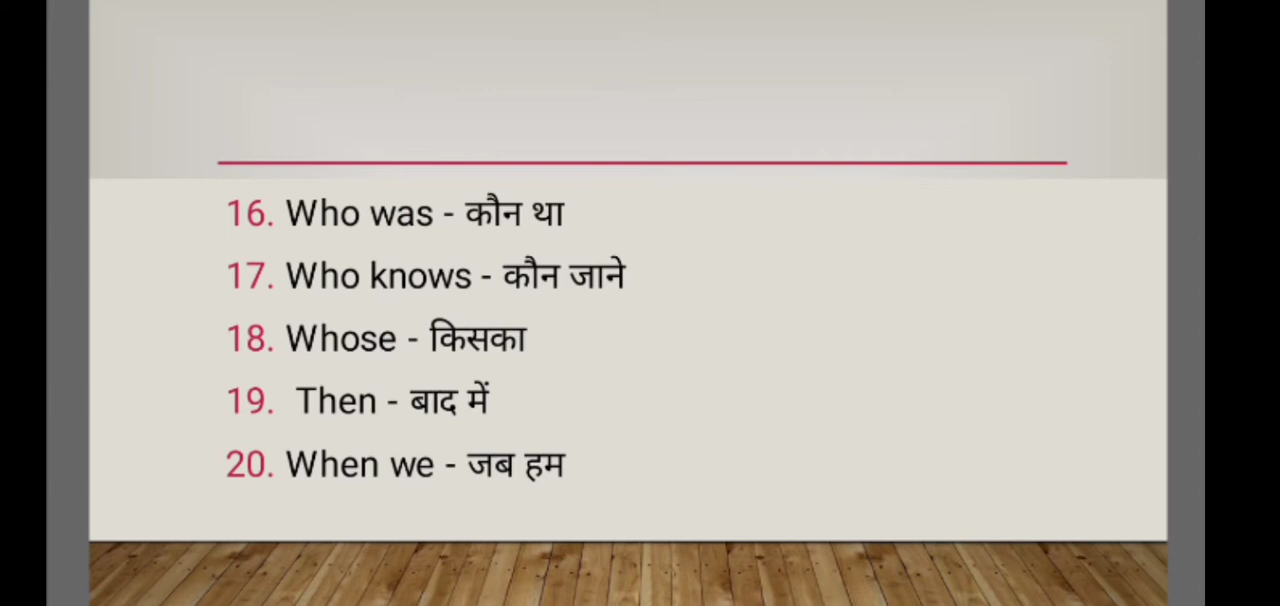 16. Who was - कौन था
17. Who knows - कौन जाने
18. Whose - किसका
19. Then - बाद में
20. When we - जब हम